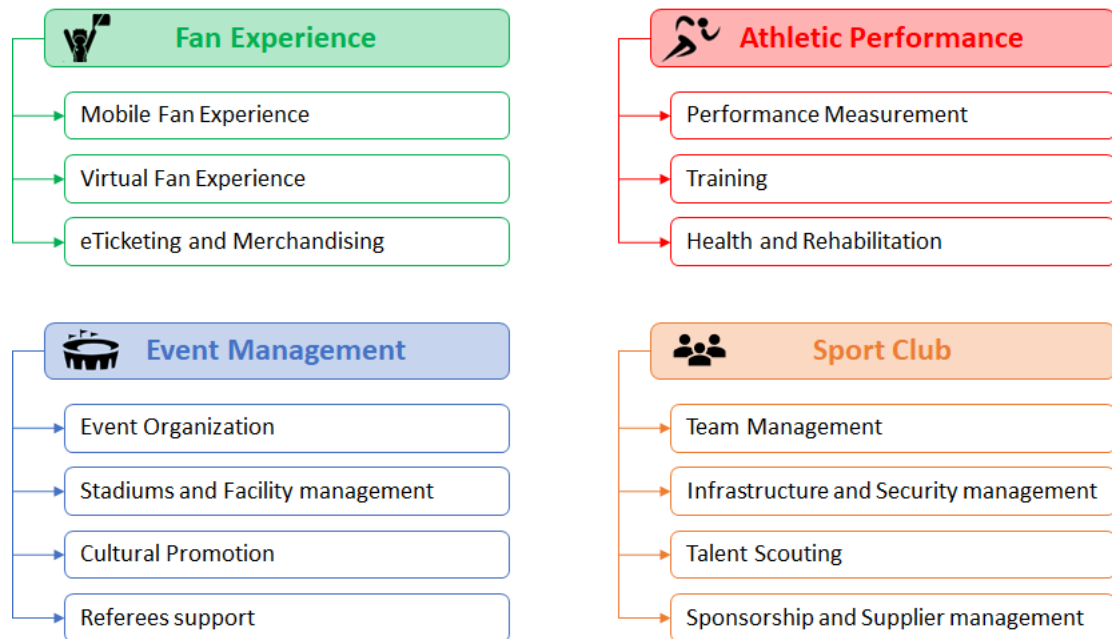 Fan Experience
Mobile Fan Experience
Virtual Fan Experience
eTicketing and Merchandising
Athletic Performance
Performance Measurement
Training
Health and Rehabilitation
Event Management
Event Organization
Stadiums and Facility management
Cultural Promotion
Referees support
Sport Club
Team Management
Infrastructure and Security management
Talent Scouting
Sponsorship and Supplier management